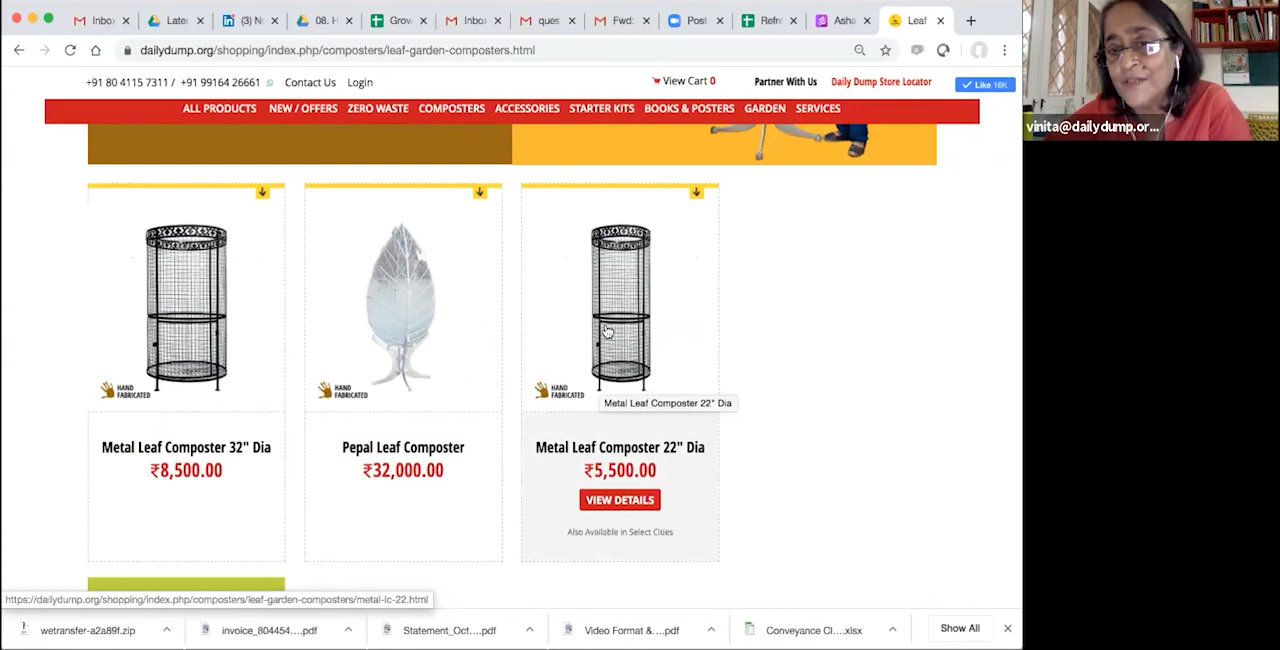 Inbo
Later
(3) No
08. H
Grow
Inbo
ques
Fwd:
Post
Refre
Asha
Leaf
dailydump.org/shopping/index.php/composters/leaf-garden-composters.html
+91 80 4115 7311 / +91 99164 26661 Contact Us Login View Cart 0 Partner With Us Daily Dump Store Locator Like 16K
ALL PRODUCTS NEW / OFFERS ZERO WASTE COMPOSTERS ACCESSORIES STARTER KITS BOOKS & POSTERS GARDEN SERVICES
vinita@dailydump.or...
HAND
FABRICATED
HAND
FABRICATED
HAND
FABRICATED
Metal Leaf Composter 22" Dia
Metal Leaf Composter 32" Dia
₹8,500.00
Pepal Leaf Composter
₹32,000.00
Metal Leaf Composter 22" Dia
₹5,500.00
VIEW DETAILS
Also Available in Select Cities
https://dailydump.org/shopping/index.php/composters/leaf-garden-composters/metal-lc-22.html
wetransfer-a2a89f.zip
invoice_804454....pdf
Statement_Oct....pdf
Video Format &....pdf
Conveyance Cl....xlsx
Show All